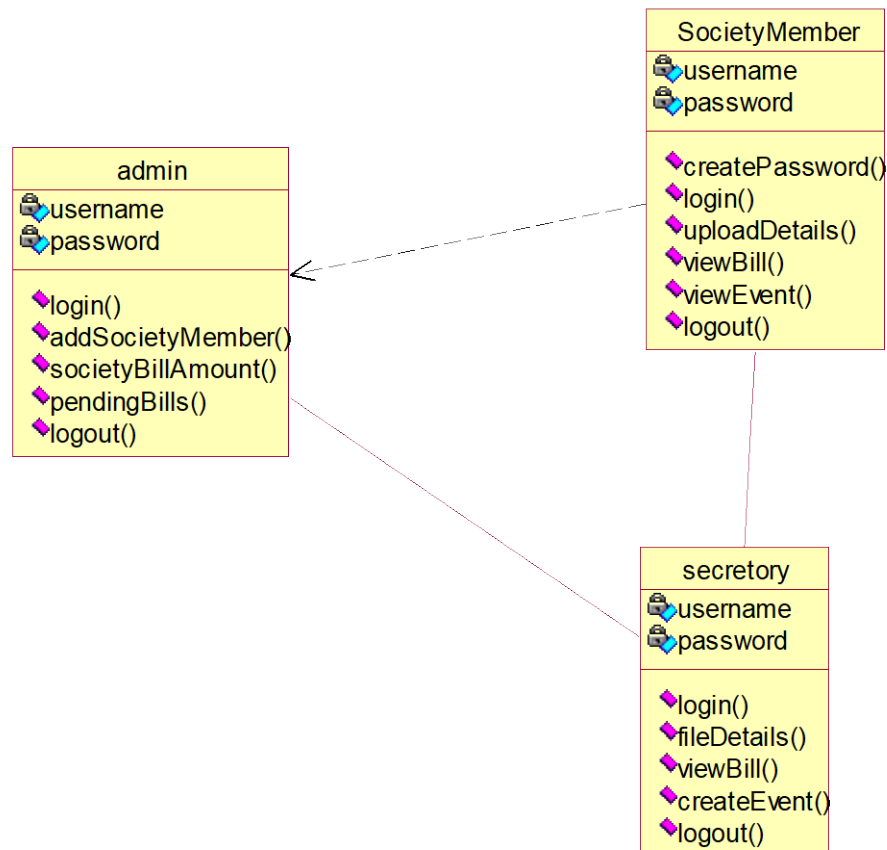 SocietyMember
username
password
createPassword()
login()
uploadDetails()
viewBill()
viewEvent()
logout()
admin
username
password
login()
addSocietyMember()
societyBillAmount()
pendingBills()
logout()
secretory
username
password
login()
fileDetails()
viewBill()
createEvent()
logout()